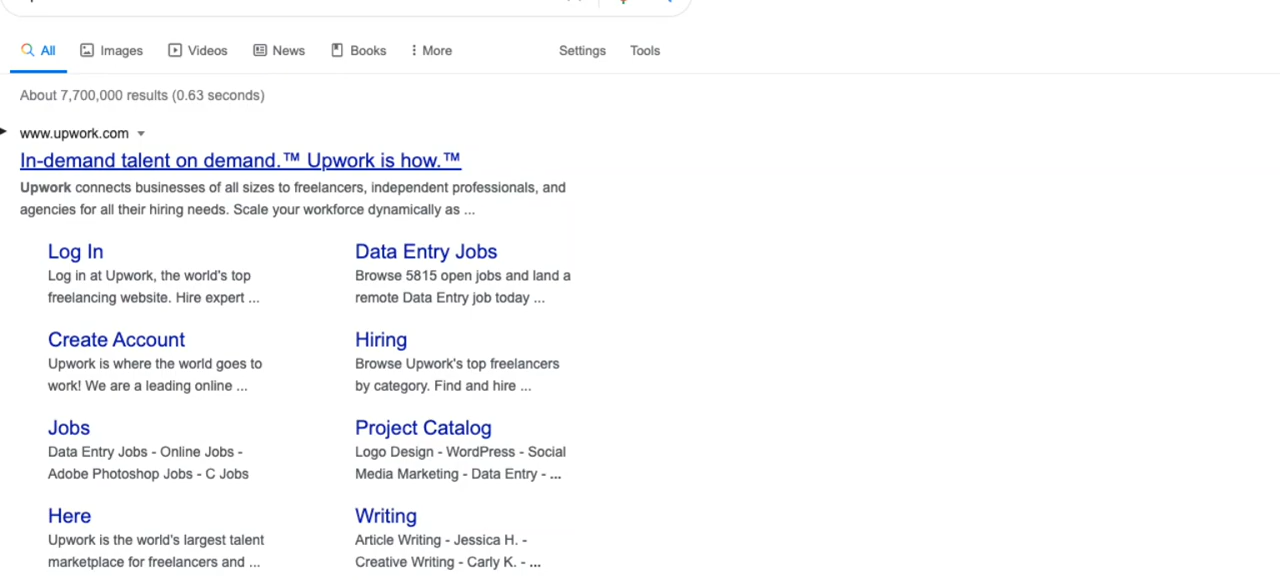 All Images Videos News Books More Settings Tools
About 7,700,000 results (0.63 seconds)
www.upwork.com
In-demand talent on demand.™ Upwork is how.™
Upwork connects businesses of all sizes to freelancers, independent professionals, and
agencies for all their hiring needs. Scale your workforce dynamically as ...
Log In
Log in at Upwork, the world's top
freelancing website. Hire expert ...
Data Entry Jobs
Browse 5815 open jobs and land a
remote Data Entry job today ...
Create Account
Upwork is where the world goes to
work! We are a leading online ...
Hiring
Browse Upwork's top freelancers
by category. Find and hire ...
Jobs
Data Entry Jobs - Online Jobs -
Adobe Photoshop Jobs - C Jobs
Project Catalog
Logo Design - WordPress - Social
Media Marketing - Data Entry - ...
Here
Upwork is the world's largest talent
marketplace for freelancers and ...
Writing
Article Writing - Jessica H. -
Creative Writing - Carly K. - ...